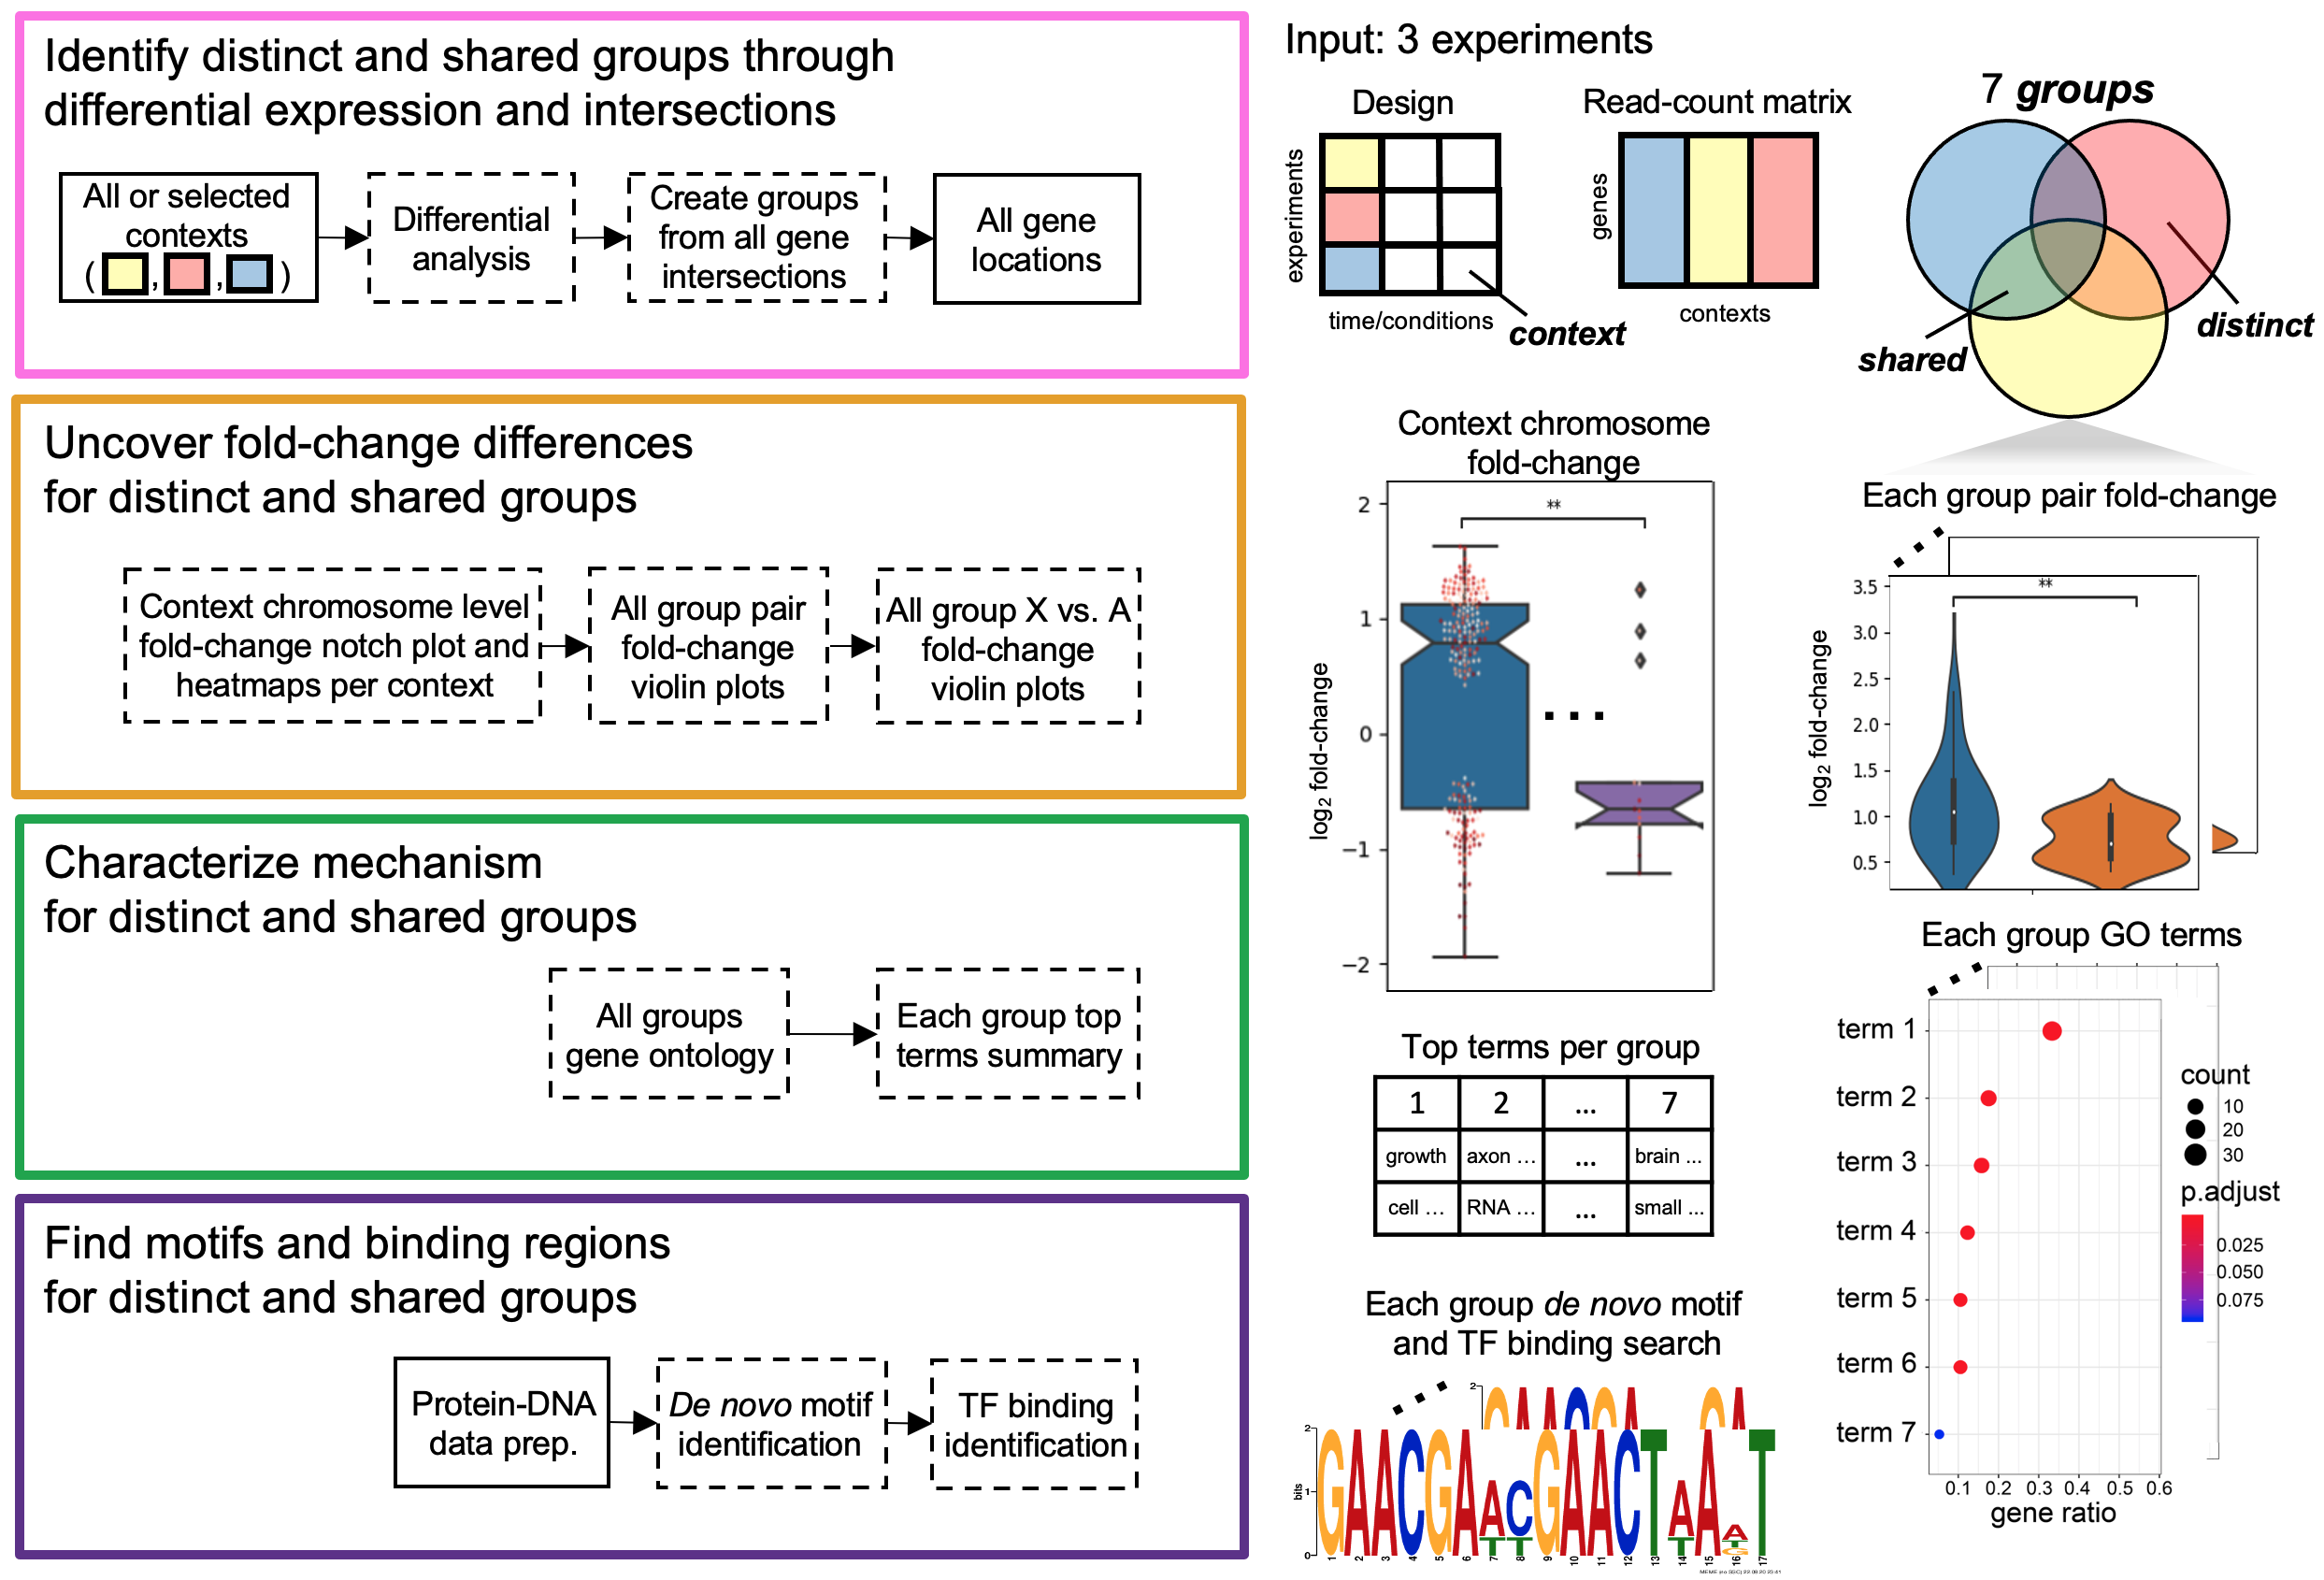 Identify distinct and shared groups through
differential expression and intersections
All or selected
contexts
( , , )
Differential
analysis
Create groups
from all gene
intersections
All gene
locations
Uncover fold-change differences
for distinct and shared groups
Context chromosome level
fold-change notch plot and
heatmaps per context
All group pair
fold-change
violin plots
All group X vs. A
fold-change
violin plots
Characterize mechanism
for distinct and shared groups
All groups
gene ontology
Each group top
terms summary
Find motifs and binding regions
for distinct and shared groups
Protein-DNA
data prep.
De novo motif
identification
TF binding
identification
Input: 3 experiments
Design
experiments
time/conditions
context
Read-count matrix
genes
contexts
7 groups
shared
distinct
Context chromosome
fold-change
log2 fold-change
2
1
0
−1
−2
**
...
Each group pair fold-change
log2 fold-change
3.5
3.0
2.5
2.0
1.5
1.0
0.5
**
Top terms per group
1 2 ... 7
growth axon ... ... brain ...
cell ... RNA ... ... small ...
Each group GO terms
term 1
term 2
term 3
term 4
term 5
term 6
term 7
0.1 0.2 0.3 0.4 0.5 0.6
gene ratio
count
10
20
30
p.adjust
0.025
0.050
0.075
Each group de novo motif
and TF binding search
2
GAACGA CA T
bits
2
1
0
GAACGAACGAACTAAAT
TT T TG
1 2 3 4 5 6 7 8 9 10 11 12 13 14 15 16 17